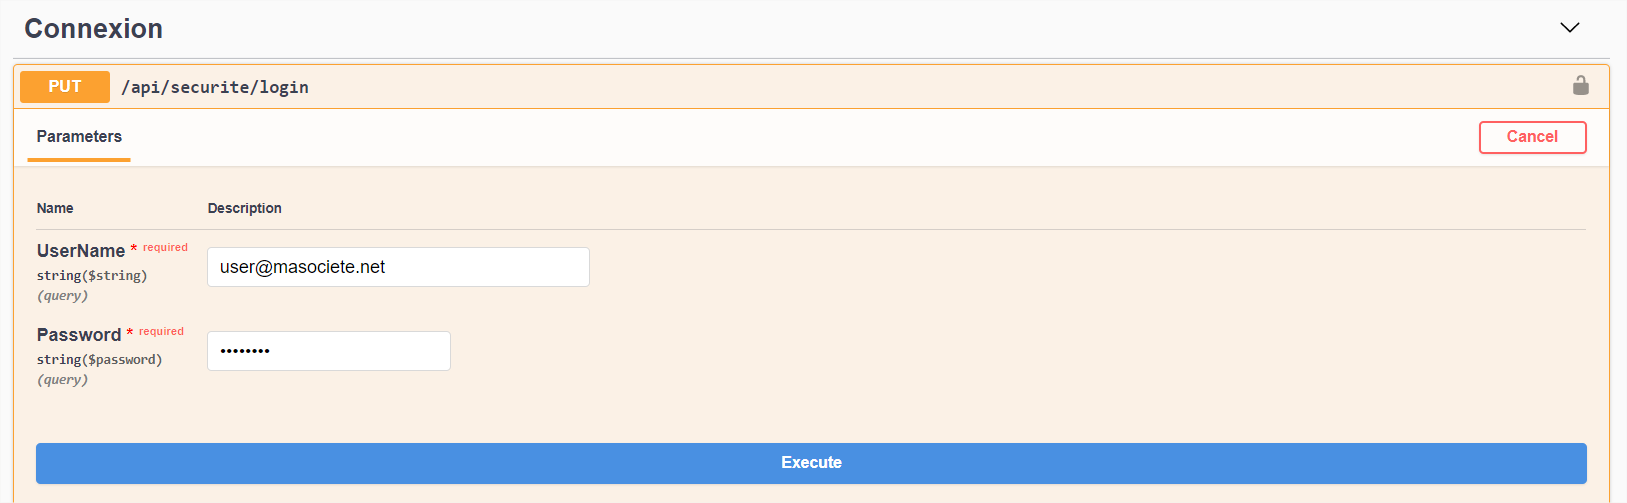 Connexion
PUT /api/securite/login
Parameters
Cancel
Name Description
UserName * required
string($string)
(query)
user@masociete.net
Password * required
string($password)
(query)
••••••••
Execute